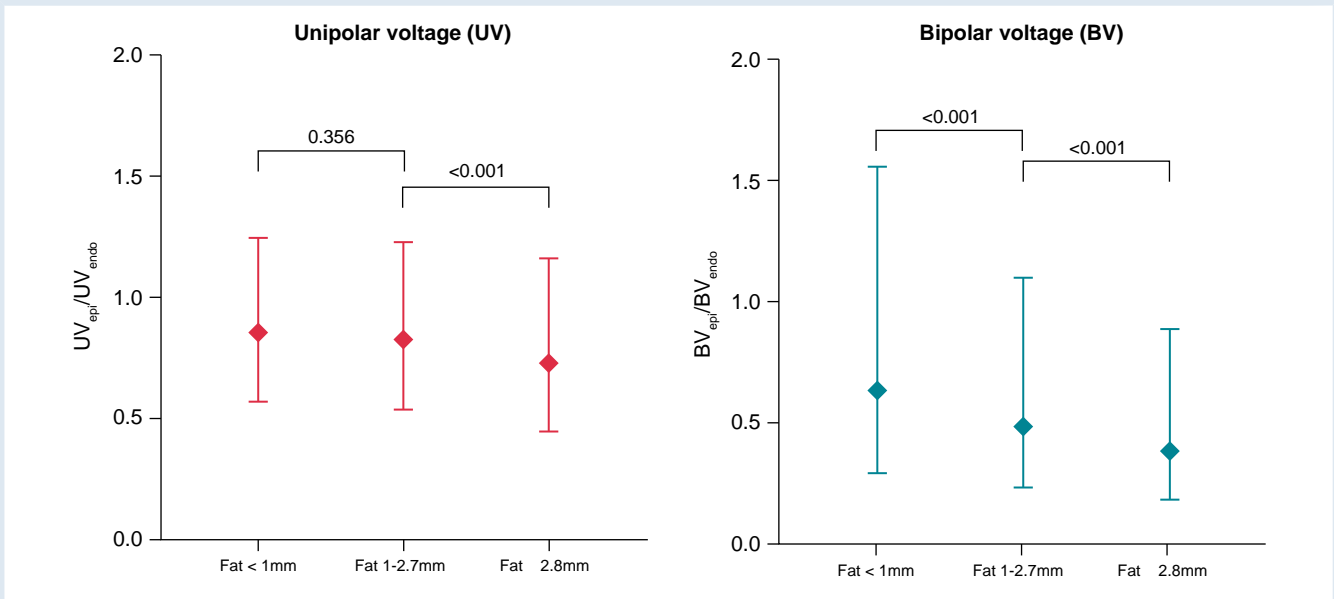 Unipolar voltage (UV)
2.0
1.5
1.0
0.5
0.0
UVepi/UVendo
0.356
<0.001
Fat < 1mm
Fat 1-2.7mm
Fat 2.8mm
Bipolar voltage (BV)
2.0
1.5
1.0
0.5
0.0
BVepi/BVendo
<0.001
<0.001
Fat < 1mm
Fat 1-2.7mm
Fat 2.8mm